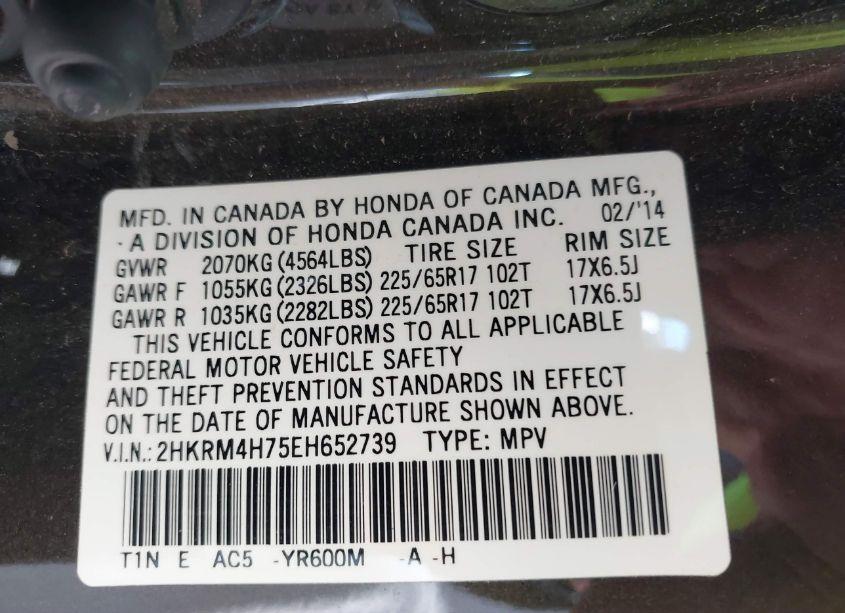 MFD. IN CANADA BY HONDA OF CANADA MFG.,
- A DIVISION OF HONDA CANADA INC. 02/'14
GVWR 2070KG (4564LBS) TIRE SIZE RIM SIZE
GAWR F 1055KG (2326LBS) 225/65R17 102T 17X6.5J
GAWR R 1035KG (2282LBS) 225/65R17 102T 17X6.5J
THIS VEHICLE CONFORMS TO ALL APPLICABLE
FEDERAL MOTOR VEHICLE SAFETY
AND THEFT PREVENTION STANDARDS IN EFFECT
ON THE DATE OF MANUFACTURE SHOWN ABOVE.
V.I.N.: 2HKRM4H75EH652739 TYPE: MPV
T1N E AC5 -YR600M -A -H